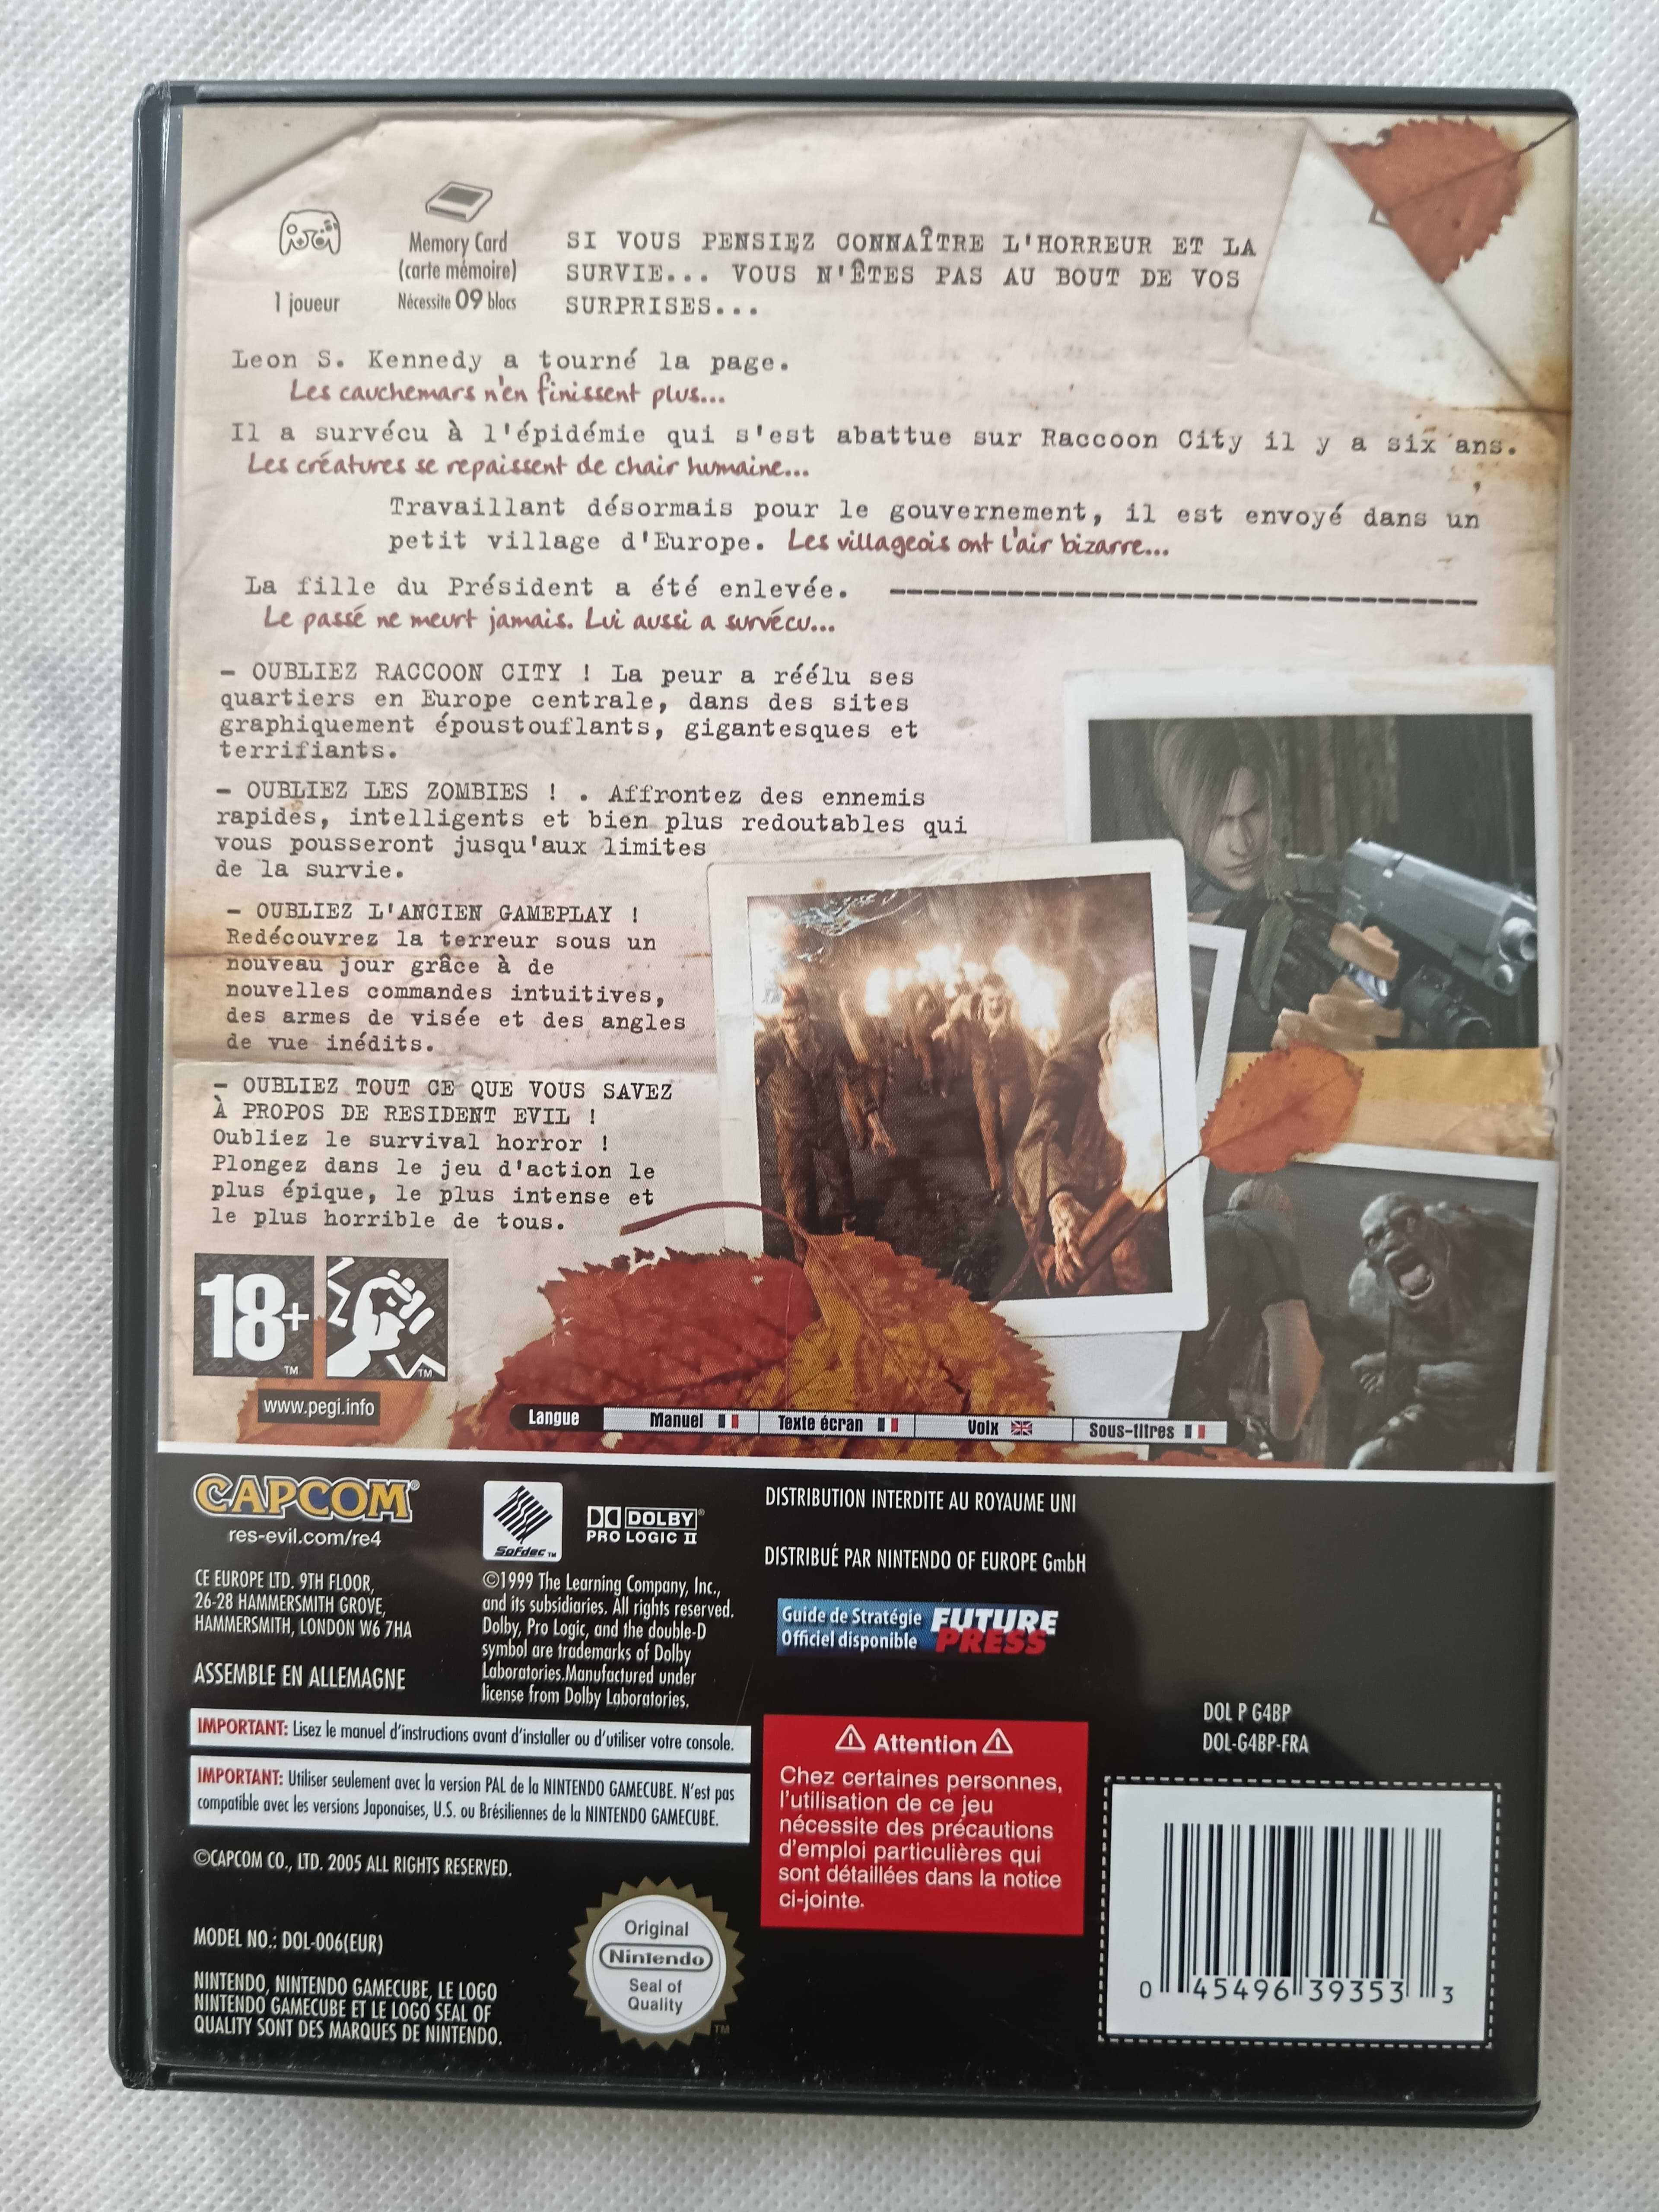 1 joueur
Memory Card
(carte mémoire)
Nécessite 09 blocs
SI VOUS PENSIEZ CONNAÎTRE L'HORREUR ET LA
SURVIE... VOUS N'ÊTES PAS AU BOUT DE VOS
SURPRISES...
Leon S. Kennedy a tourné la page.
Les cauchemars n'en finissent plus...
Il a survécu à l'épidémie qui s'est abattue sur Raccoon City il y a six ans.
Les créatures se repaissent de chair humaine...
Travaillant désormais pour le gouvernement, il est envoyé dans un
petit village d'Europe. Les villageois ont l'air bizarre...
La fille du Président a été enlevée.
Le passé ne meurt jamais. Lui aussi a survécu...
- OUBLIEZ RACCOON CITY ! La peur a réélu ses
quartiers en Europe centrale, dans des sites
graphiquement époustouflants, gigantesques et
terrifiants.
- OUBLIEZ LES ZOMBIES ! . Affrontez des ennemis
rapides, intelligents et bien plus redoutables qui
vous pousseront jusqu'aux limites
de la survie.
- OUBLIEZ L'ANCIEN GAMEPLAY !
Redécouvrez la terreur sous un
nouveau jour grâce à de
nouvelles commandes intuitives,
des armes de visée et des angles
de vue inédits.
- OUBLIEZ TOUT CE QUE VOUS SAVEZ
À PROPOS DE RESIDENT EVIL !
Oubliez le survival horror !
Plongez dans le jeu d'action le
plus épique, le plus intense et
le plus horrible de tous.
18+ ™
™
www.pegi.info
Langue Manuel Texte écran Voix Sous-titres
CAPCOM®
res-evil.com/re4
CE EUROPE LTD. 9TH FLOOR,
26-28 HAMMERSMITH GROVE,
HAMMERSMITH, LONDON W6 7HA
ASSEMBLE EN ALLEMAGNE
Sofdec™
DOLBY®
PRO LOGIC II
©1999 The Learning Company, Inc.,
and its subsidiaries. All rights reserved.
Dolby, Pro Logic, and the double-D
symbol are trademarks of Dolby
Laboratories.Manufactured under
license from Dolby Laboratories.
DISTRIBUTION INTERDITE AU ROYAUME UNI
DISTRIBUÉ PAR NINTENDO OF EUROPE GmbH
Guide de Stratégie
Officiel disponible
FUTURE
PRESS
IMPORTANT: Lisez le manuel d'instructions avant d'installer ou d'utiliser votre console.
IMPORTANT: Utiliser seulement avec la version PAL de la NINTENDO GAMECUBE. N'est pas
compatible avec les versions Japonaises, U.S. ou Brésiliennes de la NINTENDO GAMECUBE.
©CAPCOM CO., LTD. 2005 ALL RIGHTS RESERVED.
MODEL NO.: DOL-006(EUR)
NINTENDO, NINTENDO GAMECUBE, LE LOGO
NINTENDO GAMECUBE ET LE LOGO SEAL OF
QUALITY SONT DES MARQUES DE NINTENDO.
Original
Nintendo
Seal of
Quality
TM
Attention
Chez certaines personnes,
l'utilisation de ce jeu
nécessite des précautions
d'emploi particulières qui
sont détaillées dans la notice
ci-jointe.
DOL P G4BP
DOL-G4BP-FRA
0 45496 39353 3